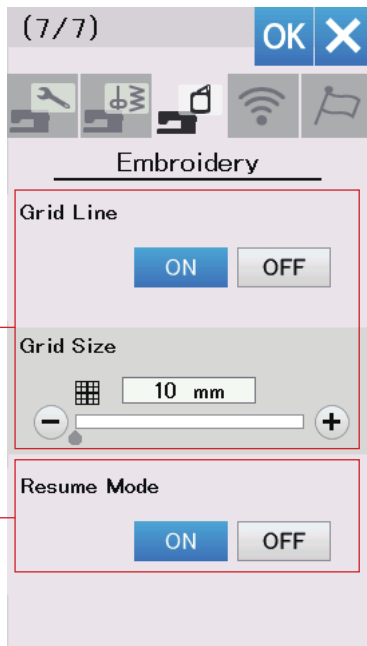 (7/7)
OK
Embroidery
Grid Line
ON OFF
Grid Size
10 mm
Resume Mode
ON OFF